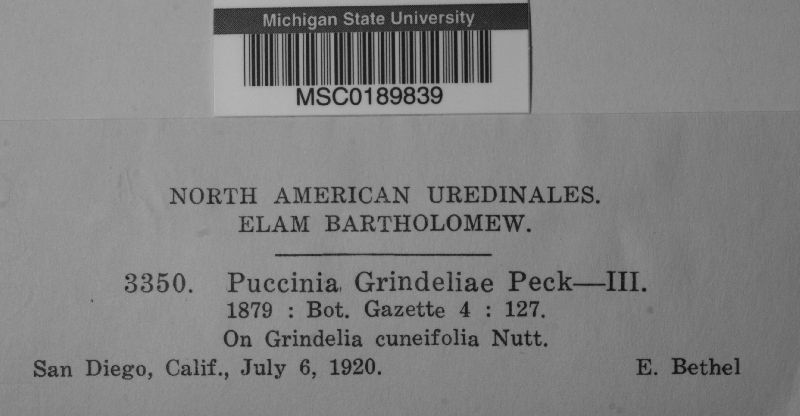 Michigan State University
MSC0189839
NORTH AMERICAN UREDINALES.
ELAM BARTHOLOMEW.
3350. Puccinia Grindeliae Peck—III.
1879 : Bot. Gazette 4 : 127.
On Grindelia cuneifolia Nutt.
San Diego, Calif., July 6, 1920. E. Bethel